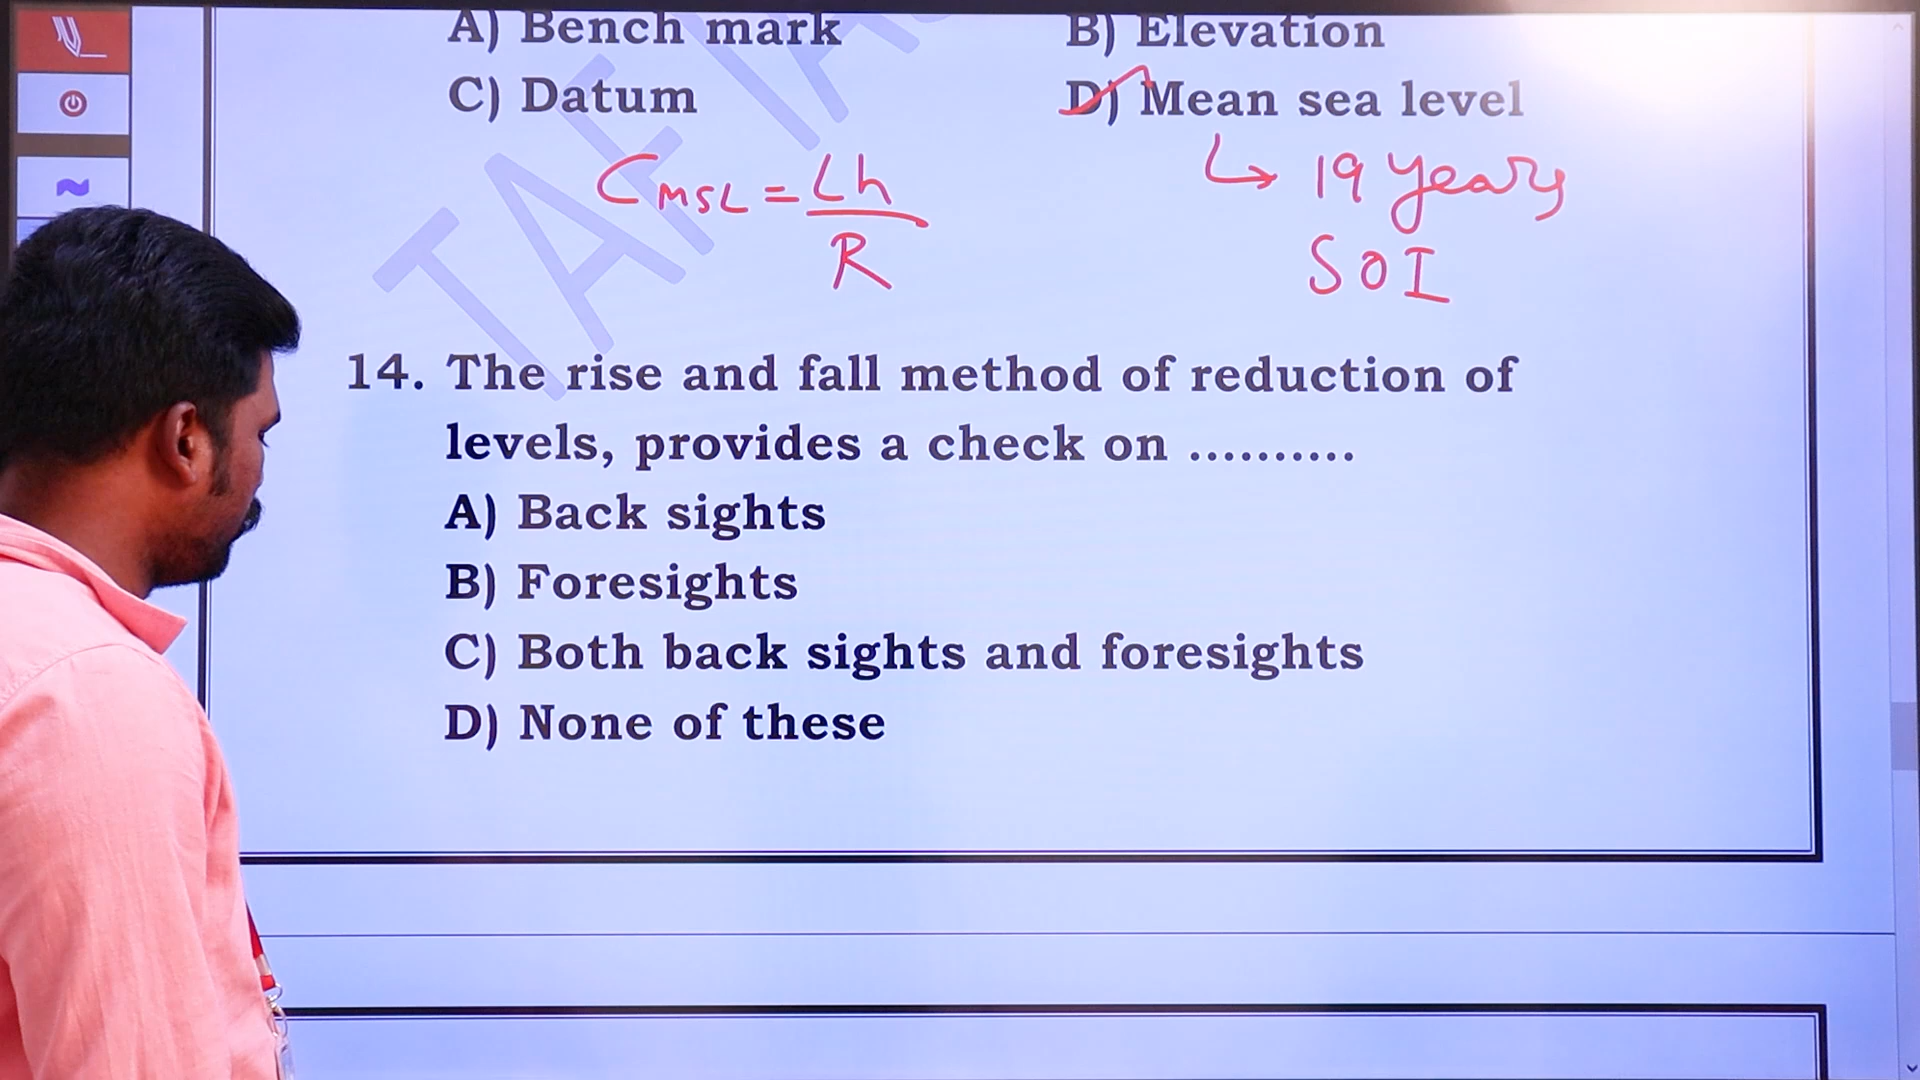 A) Bench mark B) Elevation
C) Datum D) Mean sea level
C MSL = Lh / R
↳ 19 years
SOI
14. The rise and fall method of reduction of
levels, provides a check on ..........
A) Back sights
B) Foresights
C) Both back sights and foresights
D) None of these